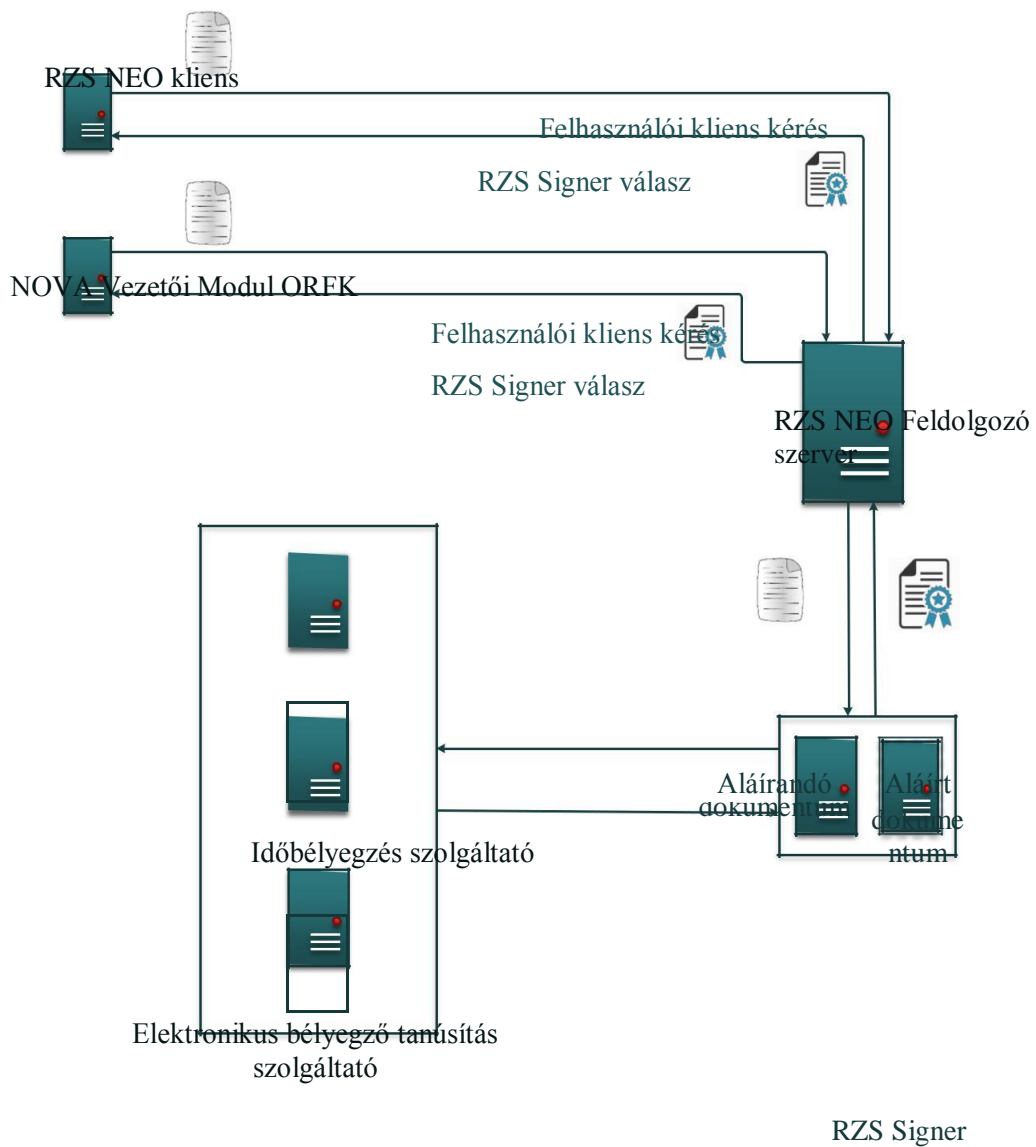 RZS NEO kliens
Felhasználói kliens kérés
RZS Signer válasz
NOVA Vezetői Modul ORFK
Felhasználói kliens kérés
RZS Signer válasz
RZS NEO Feldolgozó
szerver
Aláírandó
dokumentum
Aláírt
dokume
ntum
Időbélyegzés szolgáltató
Elektronikus bélyegző tanúsítás
szolgáltató
RZS Signer